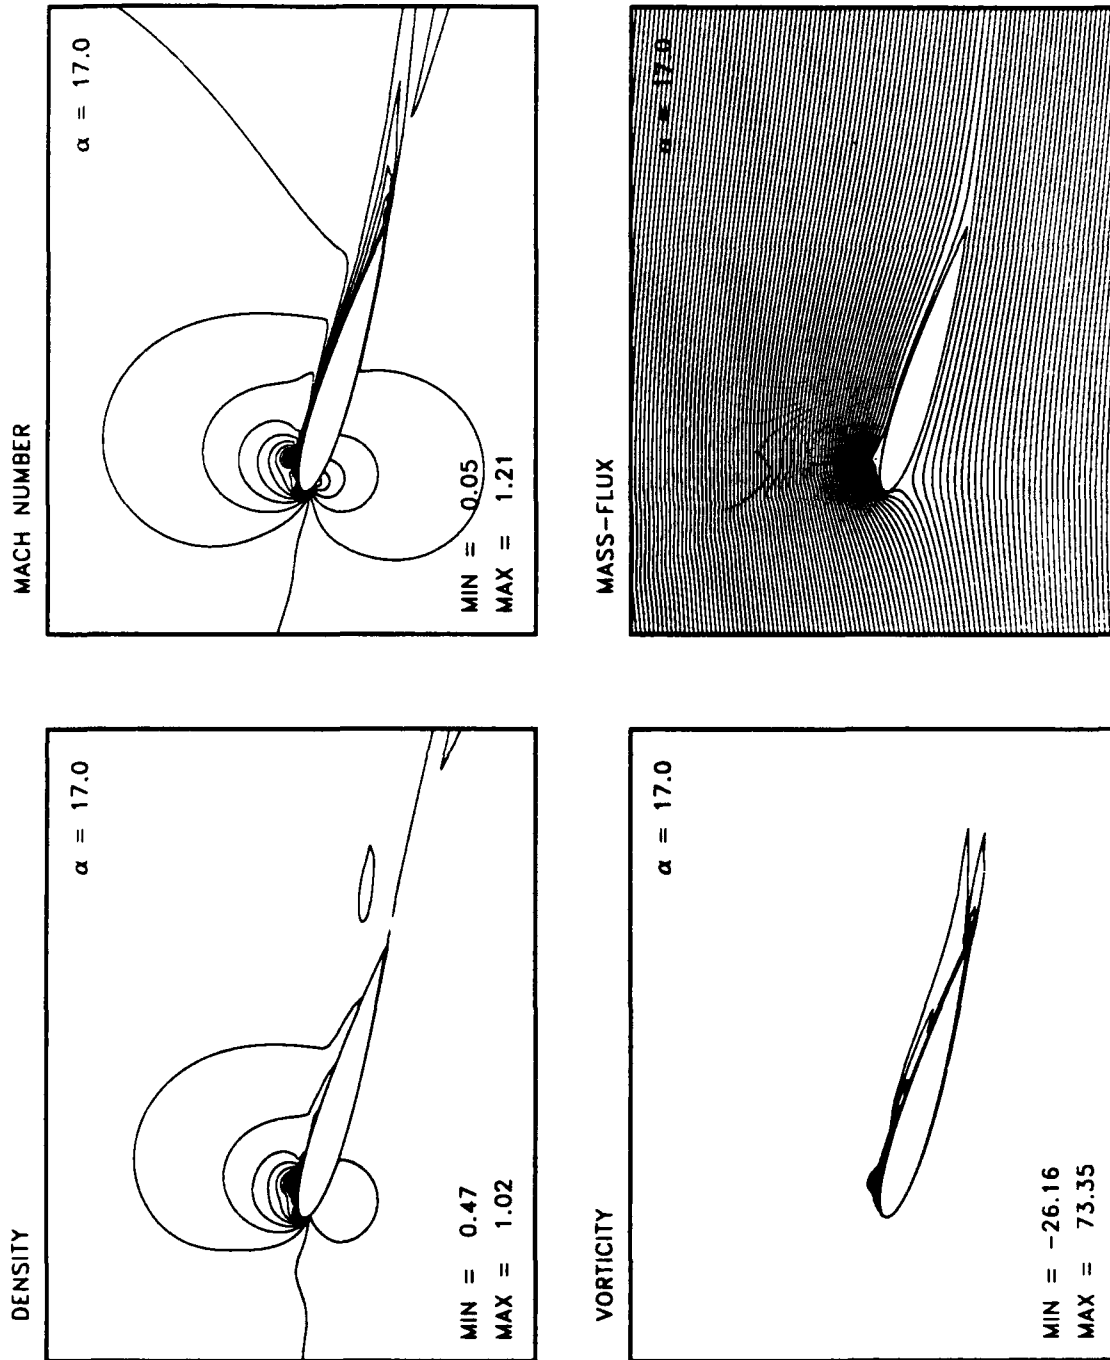 DENSITY
α = 17.0
MIN = 0.47
MAX = 1.02
MACH NUMBER
α = 17.0
MIN = 0.05
MAX = 1.21
VORTICITY
α = 17.0
MIN = -26.16
MAX = 73.35
MASS-FLUX
α = 17.0